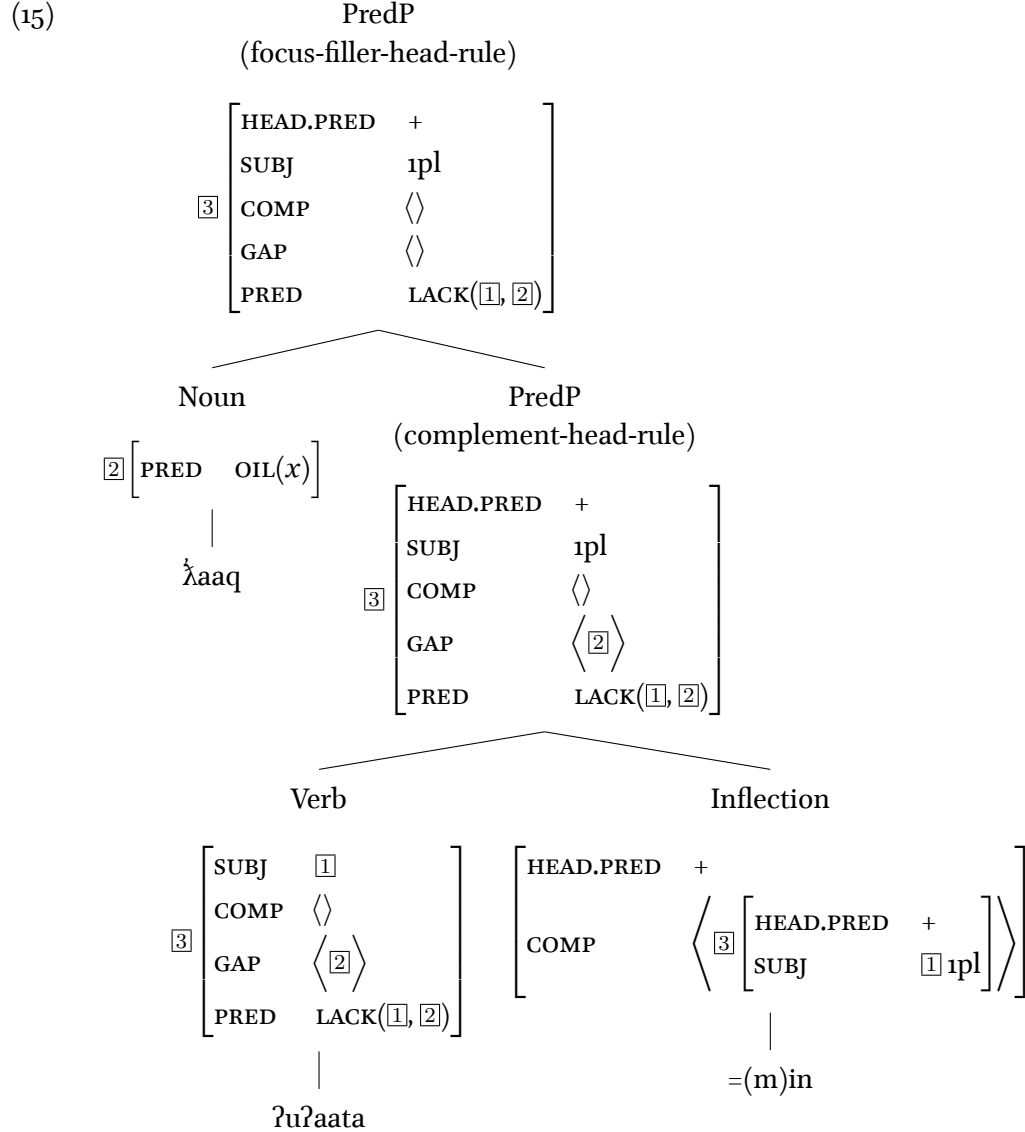 (15)
PredP
(focus-filler-head-rule)
HEAD.PRED +
SUBJ 1pl
3 COMP ⟨⟩
GAP ⟨⟩
PRED LACK(1, 2)
Noun
2 [PRED OIL(x)]
ƛ̓aaq
PredP
(complement-head-rule)
HEAD.PRED +
SUBJ 1pl
3 COMP ⟨⟩
GAP ⟨2⟩
PRED LACK(1, 2)
Verb
SUBJ 1
COMP ⟨⟩
3 GAP ⟨2⟩
PRED LACK(1, 2)
ʔuʔaata
Inflection
HEAD.PRED +
COMP ⟨3 [HEAD.PRED +
SUBJ 1 1pl]⟩
=(m)in